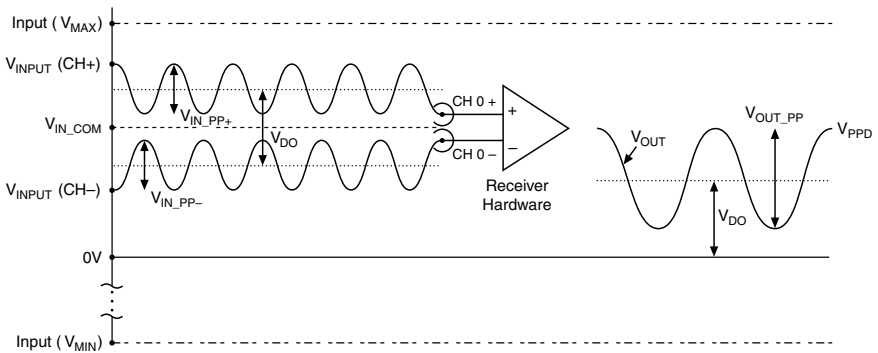 Input (V_MAX)
V_INPUT (CH+)
V_IN_PP+
V_IN_COM
V_DO
V_INPUT (CH–)
V_IN_PP–
0V
Input (V_MIN)
CH 0 +
CH 0 –
+
–
Receiver
Hardware
V_OUT
V_OUT_PP
V_PPD
V_DO